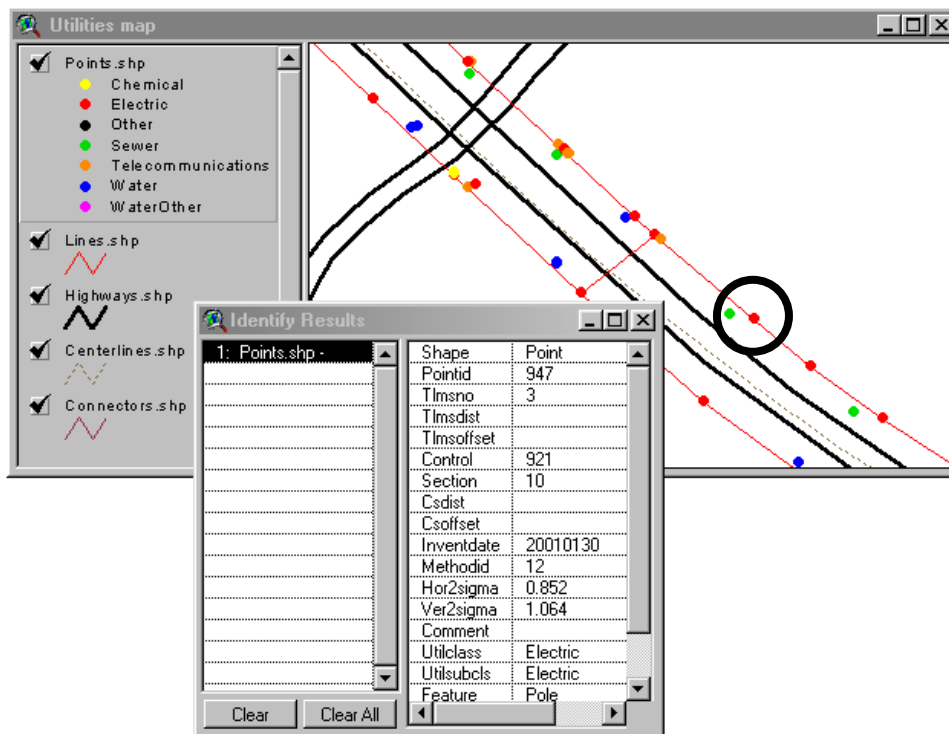 Utilities map
Points.shp
Chemical
Electric
Other
Sewer
Telecommunications
Water
WaterOther
Lines.shp
Highways.shp
Centerlines.shp
Connectors.shp
Identify Results
1: Points.shp -
Shape Point
Pointid 947
Tlmsno 3
Tlmsdist
Tlmsoffset
Control 921
Section 10
Csdist
Csoffset
Inventdate 20010130
Methodid 12
Hor2sigma 0.852
Ver2sigma 1.064
Comment
Utilclass Electric
Utilsubcls Electric
Feature Pole
Clear Clear All